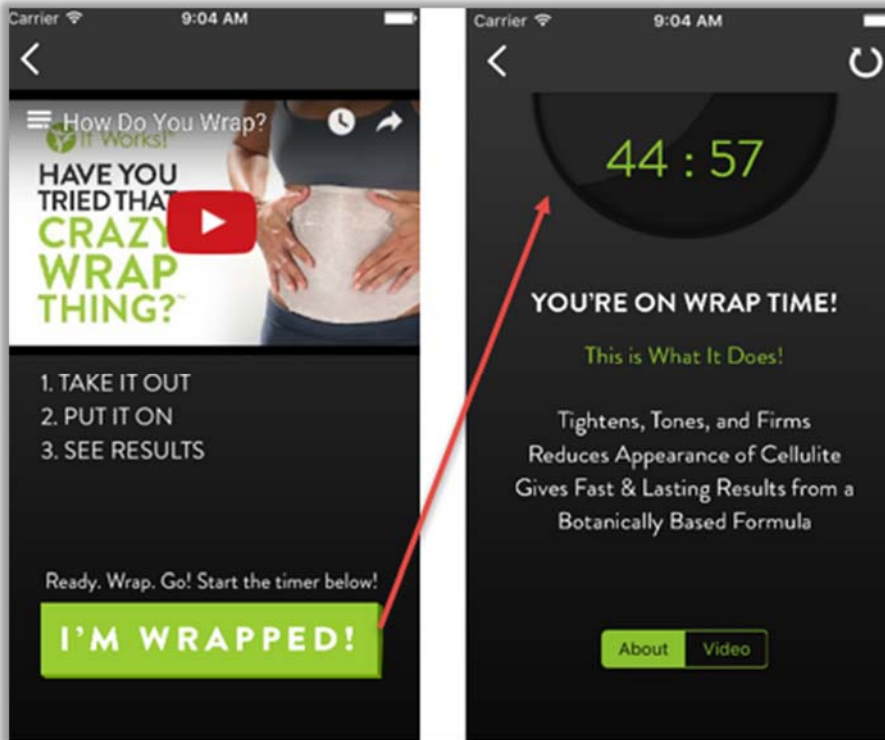 Carrier 9:04 AM
How Do You Wrap?
It Works!™
HAVE YOU
TRIED THAT
CRAZY
WRAP
THING?™
1. TAKE IT OUT
2. PUT IT ON
3. SEE RESULTS
Ready. Wrap. Go! Start the timer below!
I'M WRAPPED!
Carrier 9:04 AM
44 : 57
YOU'RE ON WRAP TIME!
This is What It Does!
Tightens, Tones, and Firms
Reduces Appearance of Cellulite
Gives Fast & Lasting Results from a
Botanically Based Formula
About Video